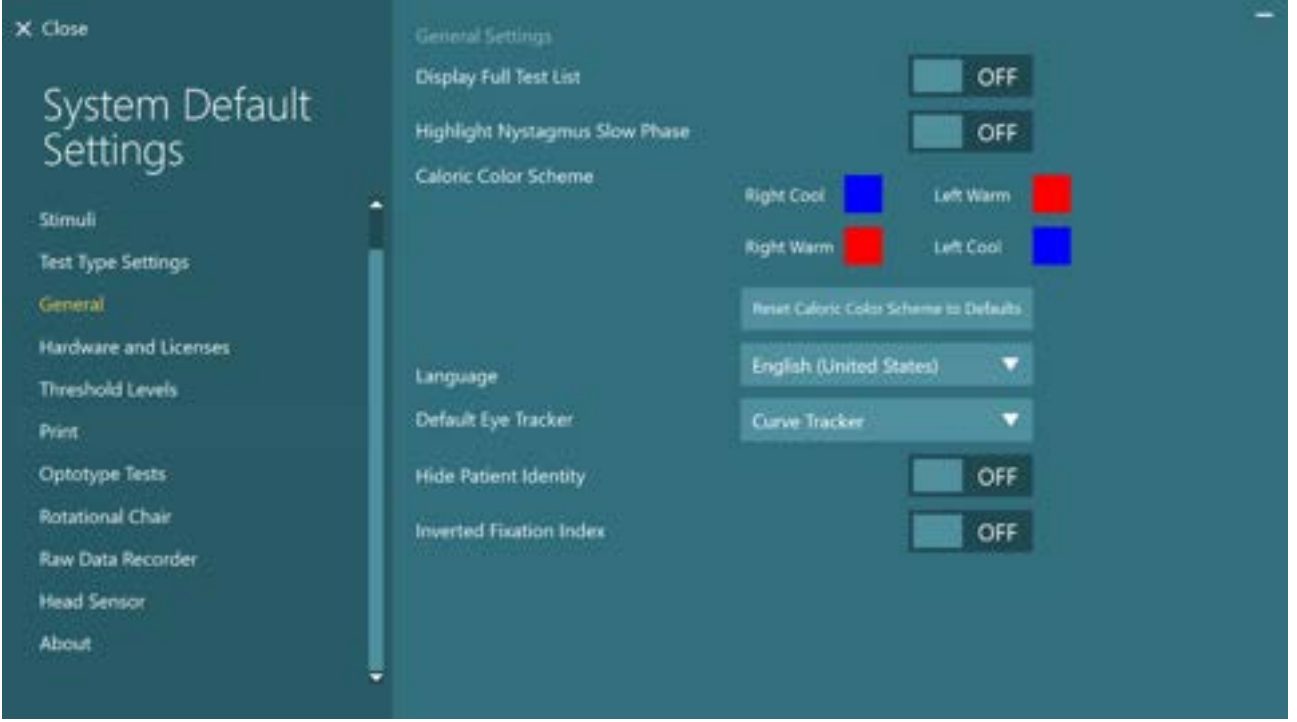 Close
System Default
Settings
Stimuli
Test Type Settings
General
Hardware and Licenses
Threshold Levels
Print
Optotype Tests
Rotational Chair
Raw Data Recorder
Head Sensor
About
General Settings
Display Full Test List OFF
Highlight Nystagmus Slow Phase OFF
Caloric Color Scheme
Right Cool Left Warm
Right Warm Left Cool
Reset Caloric Color Scheme to Defaults
Language English (United States)
Default Eye Tracker Curve Tracker
Hide Patient Identity OFF
Inverted Fixation Index OFF